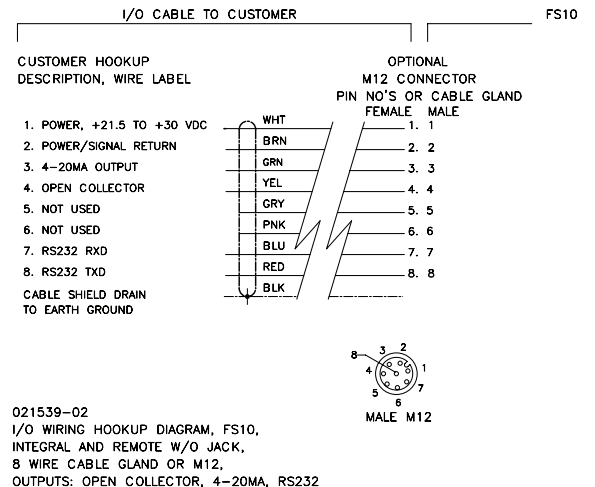 I/O CABLE TO CUSTOMER
FS10
CUSTOMER HOOKUP
DESCRIPTION, WIRE LABEL
OPTIONAL
M12 CONNECTOR
PIN NO'S OR CABLE GLAND
FEMALE MALE
1. POWER, +21.5 TO +30 VDC WHT 1. 1
2. POWER/SIGNAL RETURN BRN 2. 2
3. 4-20MA OUTPUT GRN 3. 3
4. OPEN COLLECTOR YEL 4. 4
5. NOT USED GRY 5. 5
6. NOT USED PNK 6. 6
7. RS232 RXD BLU 7. 7
8. RS232 TXD RED 8. 8
CABLE SHIELD DRAIN BLK
TO EARTH GROUND
8 3 2
4 1
5 7
6
MALE M12
021539-02
I/O WIRING HOOKUP DIAGRAM, FS10,
INTEGRAL AND REMOTE W/O JACK,
8 WIRE CABLE GLAND OR M12,
OUTPUTS: OPEN COLLECTOR, 4-20MA, RS232